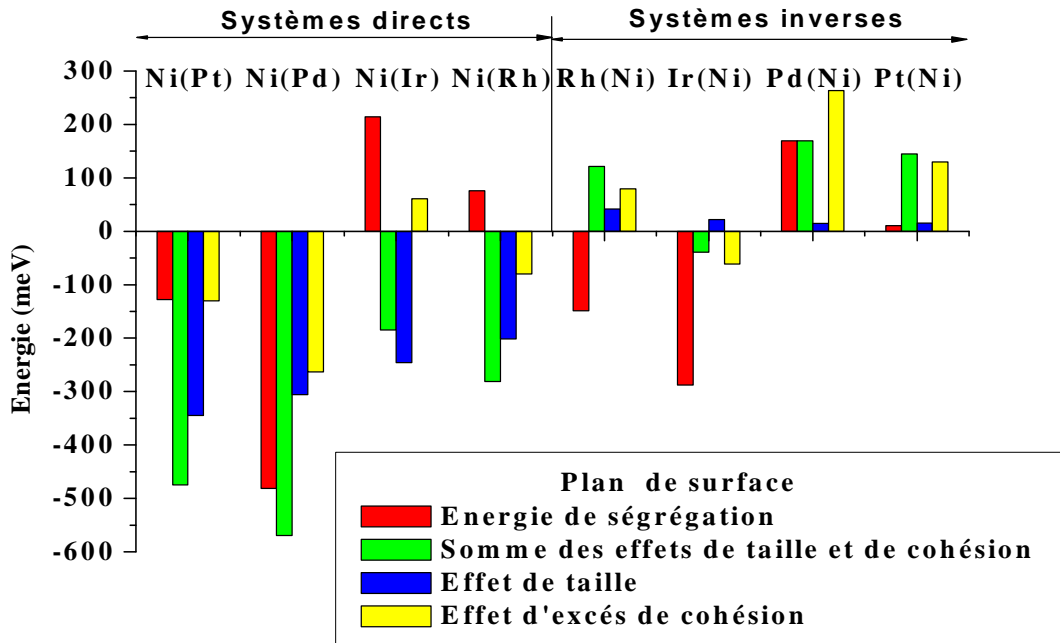 Systèmes directs
Systèmes inverses
Ni(Pt) Ni(Pd) Ni(Ir) Ni(Rh) Rh(Ni) Ir(Ni) Pd(Ni) Pt(Ni)
Energie (meV)
300
200
100
0
-100
-200
-300
-400
-500
-600
Plan de surface
Energie de ségrégation
Somme des effets de taille et de cohésion
Effet de taille
Effet d'excés de cohésion